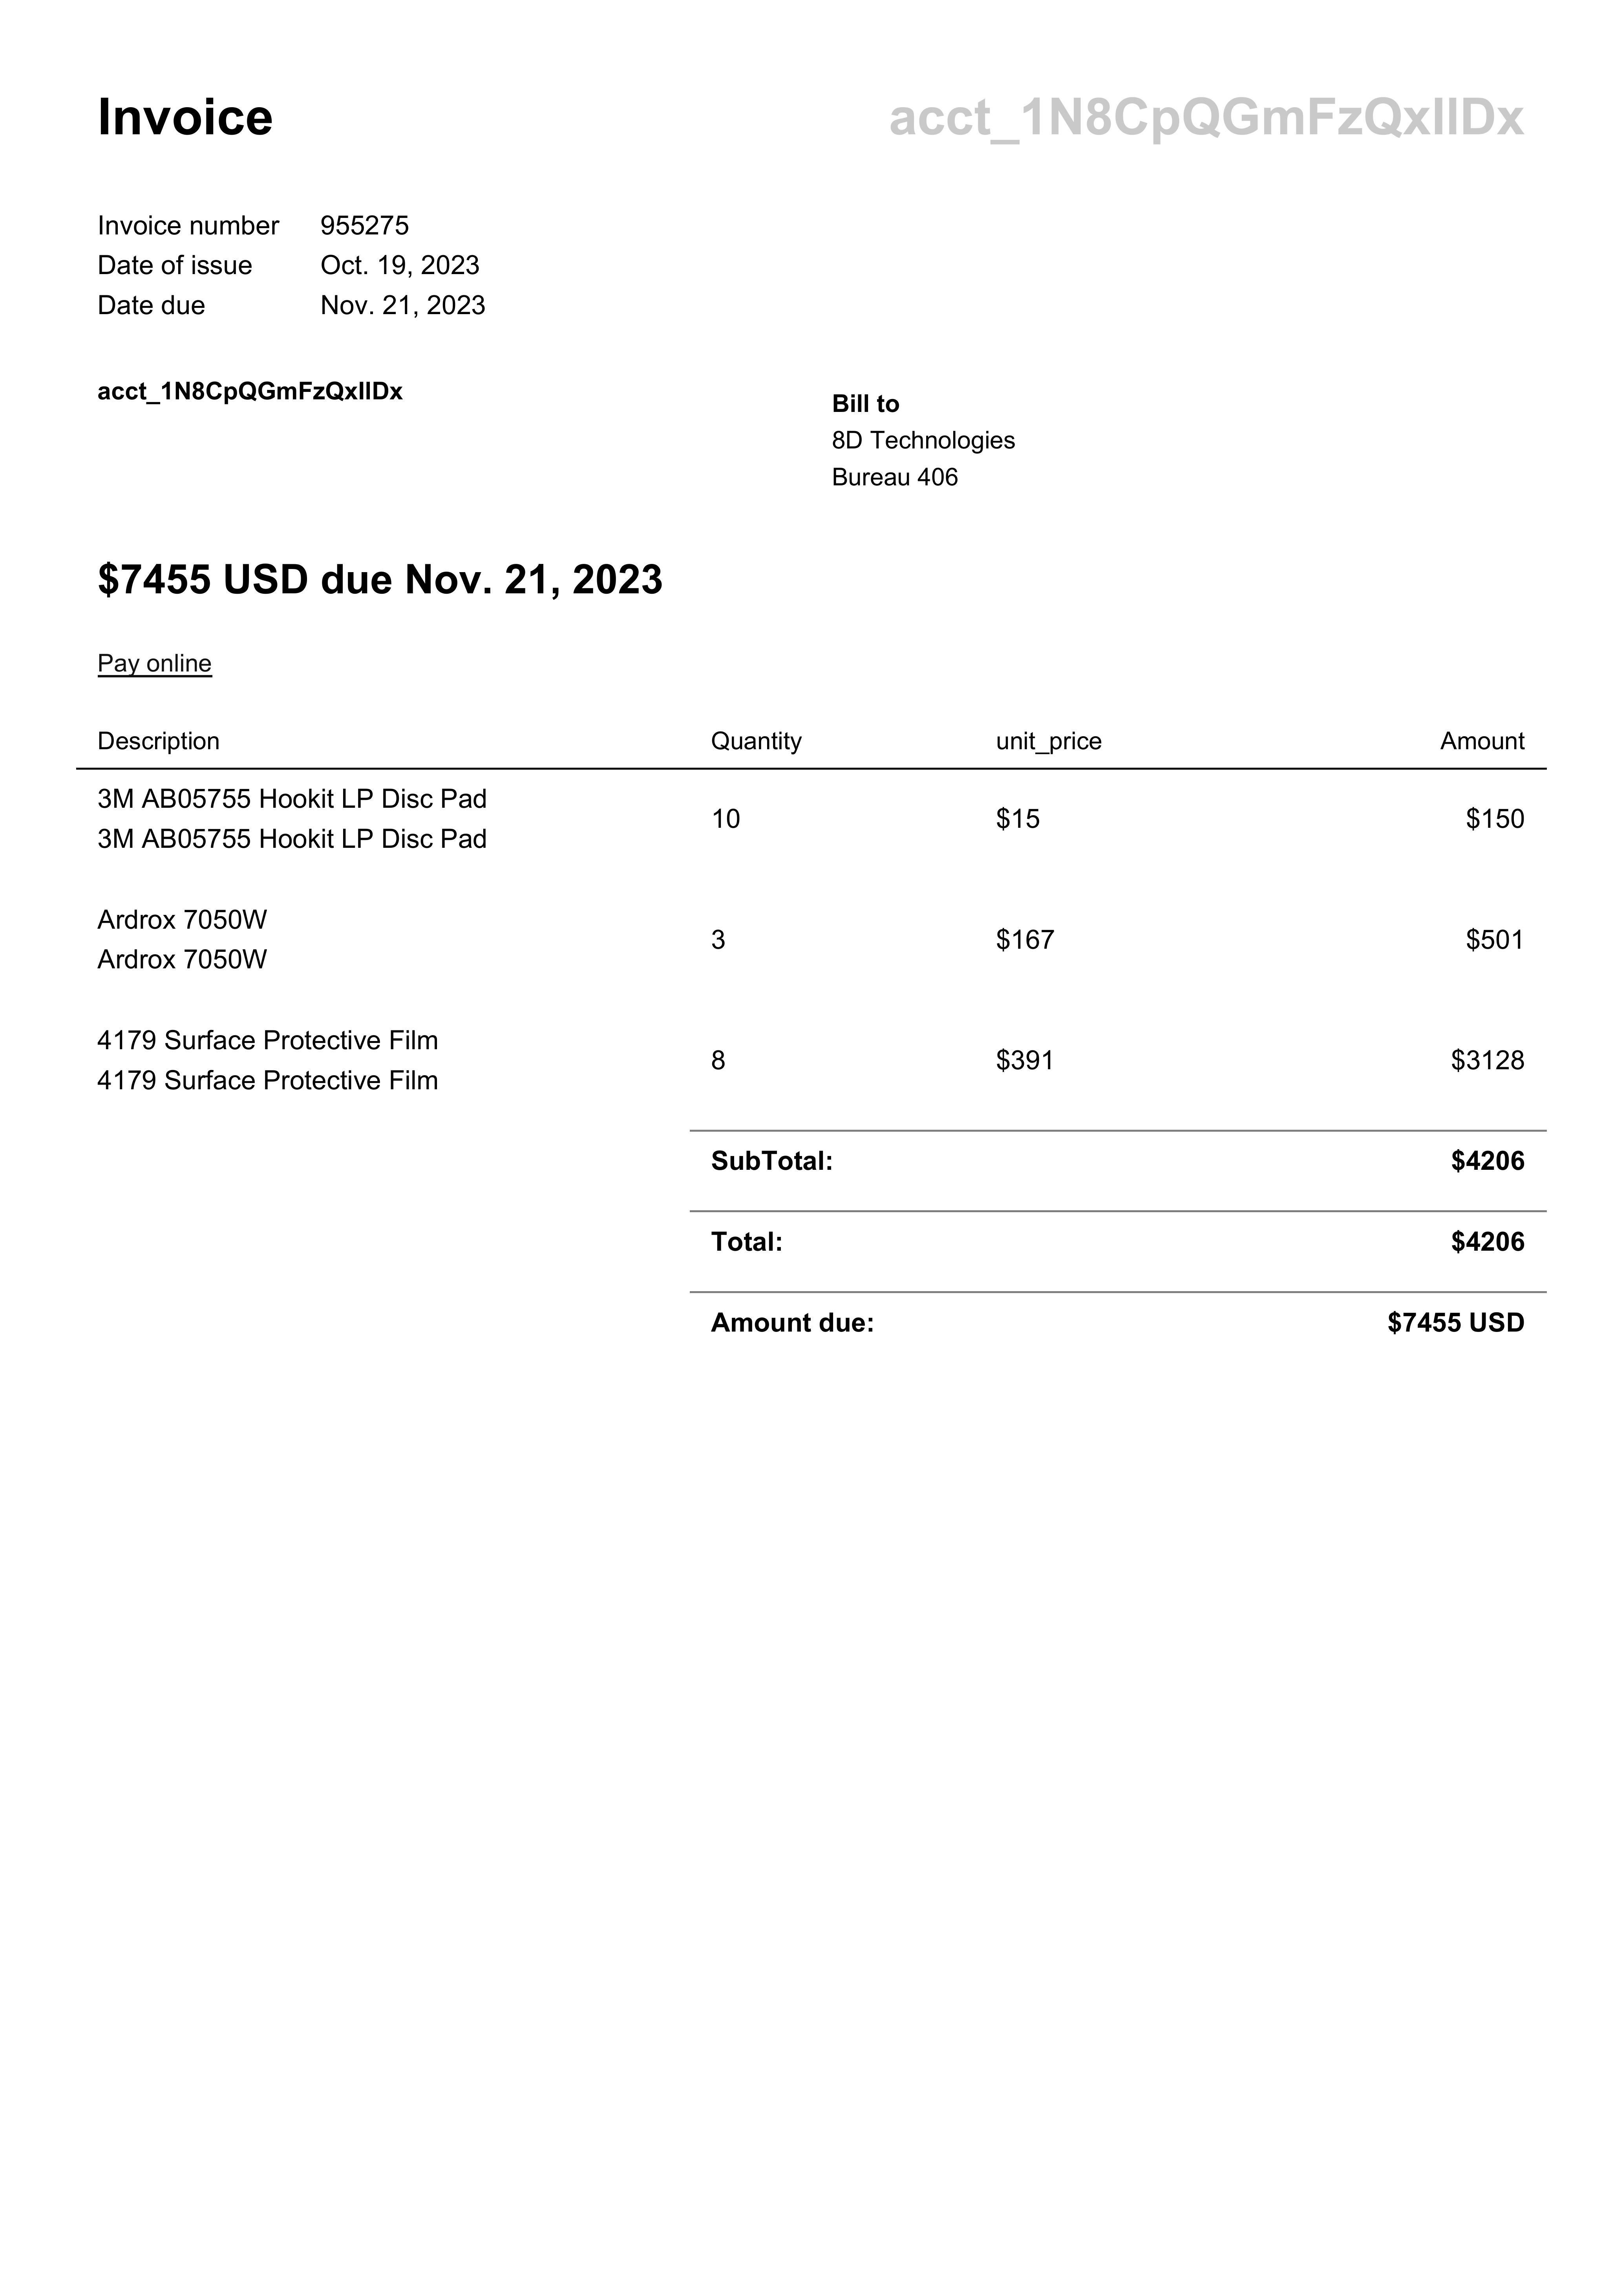 Invoice
acct_1N8CpQGmFzQxIlDx
Invoice number 955275
Date of issue Oct. 19, 2023
Date due Nov. 21, 2023
acct_1N8CpQGmFzQxIlDx
Bill to
8D Technologies
Bureau 406
$7455 USD due Nov. 21, 2023
Pay online
Description Quantity unit_price Amount
3M AB05755 Hookit LP Disc Pad
3M AB05755 Hookit LP Disc Pad
10 $15 $150
Ardrox 7050W
Ardrox 7050W
3 $167 $501
4179 Surface Protective Film
4179 Surface Protective Film
8 $391 $3128
SubTotal: $4206
Total: $4206
Amount due: $7455 USD